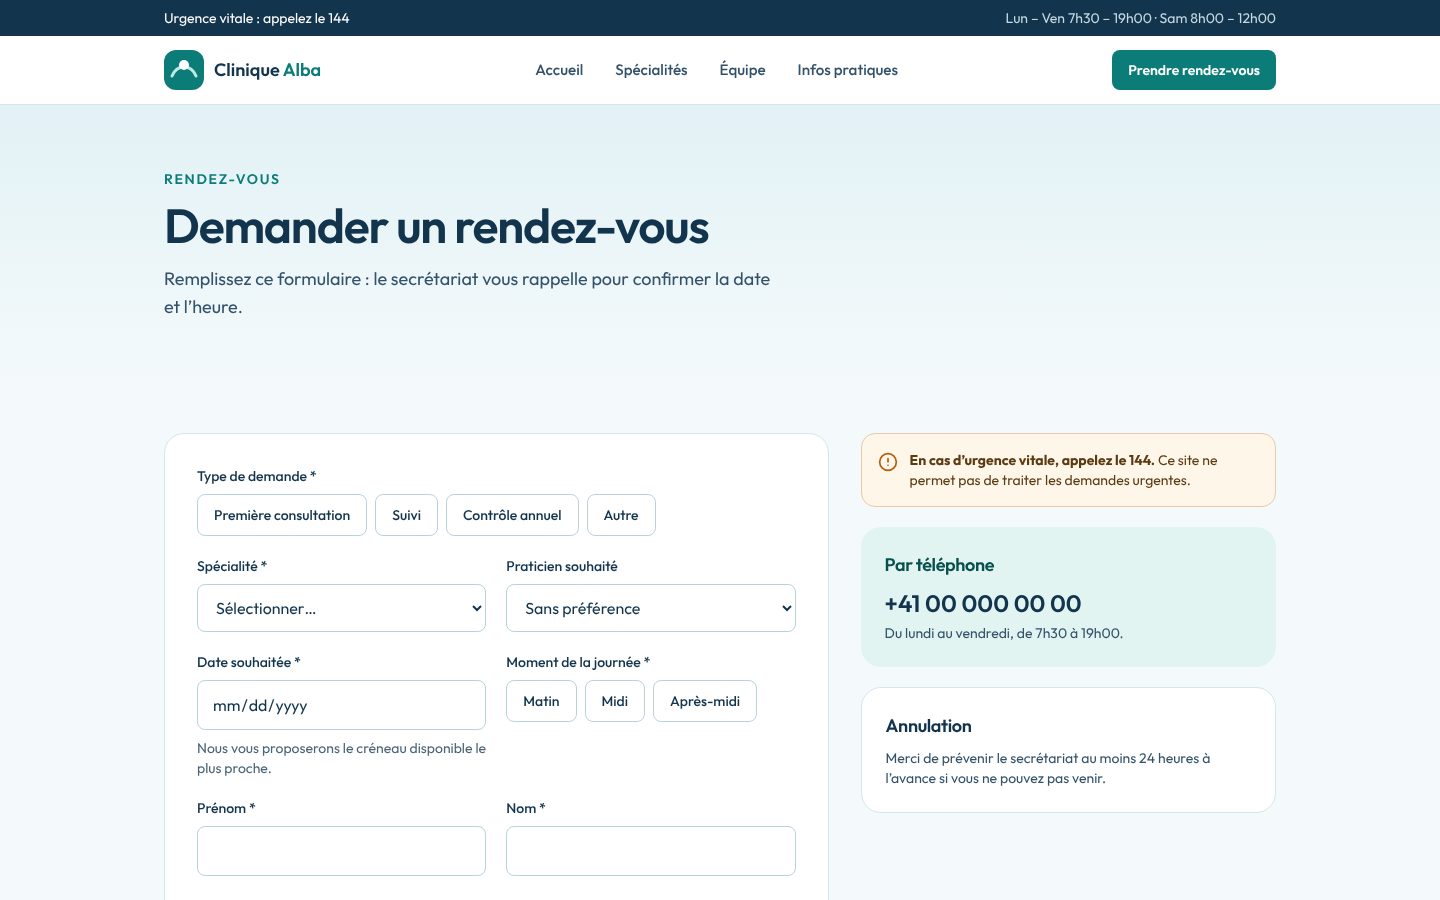 Urgence vitale : appelez le 144
Lun – Ven 7h30 – 19h00 · Sam 8h00 – 12h00
Clinique Alba
Accueil
Spécialités
Équipe
Infos pratiques
Prendre rendez-vous
RENDEZ-VOUS
Demander un rendez-vous
Remplissez ce formulaire : le secrétariat vous rappelle pour confirmer la date
et l’heure.
Type de demande *
Première consultation
Suivi
Contrôle annuel
Autre
Spécialité *
Praticien souhaité
Sélectionner…
Sans préférence
Date souhaitée *
Moment de la journée *
mm/dd/yyyy
Matin
Midi
Après-midi
Nous vous proposerons le créneau disponible le
plus proche.
Prénom *
Nom *
En cas d’urgence vitale, appelez le 144. Ce site ne
permet pas de traiter les demandes urgentes.
Par téléphone
+41 00 000 00 00
Du lundi au vendredi, de 7h30 à 19h00.
Annulation
Merci de prévenir le secrétariat au moins 24 heures à
l’avance si vous ne pouvez pas venir.